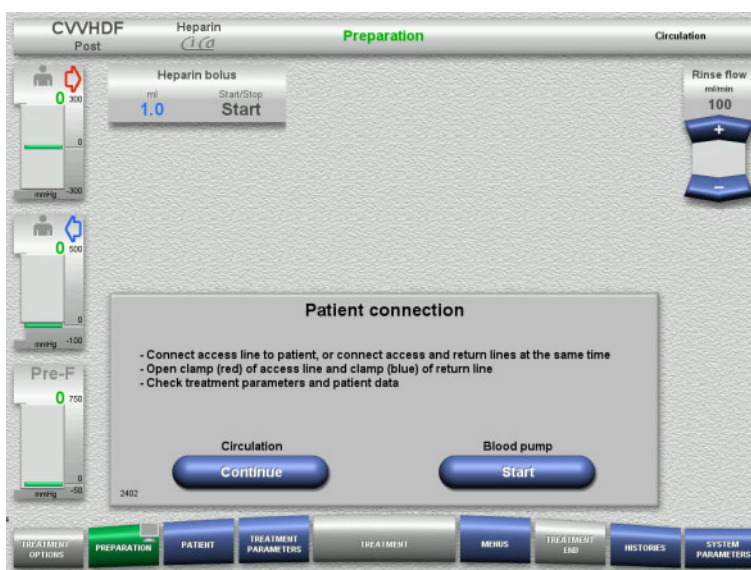 CVVHDF
Post
Heparin
Ci Ca
Preparation
Circulation
0 300
0
mmHg -300
Heparin bolus
ml Start/Stop
1.0 Start
Rinse flow
ml/min
100
+
–
0 500
0
mmHg -100
Pre-F
0 750
0
mmHg -50
Patient connection
- Connect access line to patient, or connect access and return lines at the same time
- Open clamp (red) of access line and clamp (blue) of return line
- Check treatment parameters and patient data
Circulation
Continue
Blood pump
Start
2402
TREATMENT
OPTIONS
PREPARATION
PATIENT
TREATMENT
PARAMETERS
TREATMENT
MENUS
TREATMENT
END
HISTORIES
SYSTEM
PARAMETERS